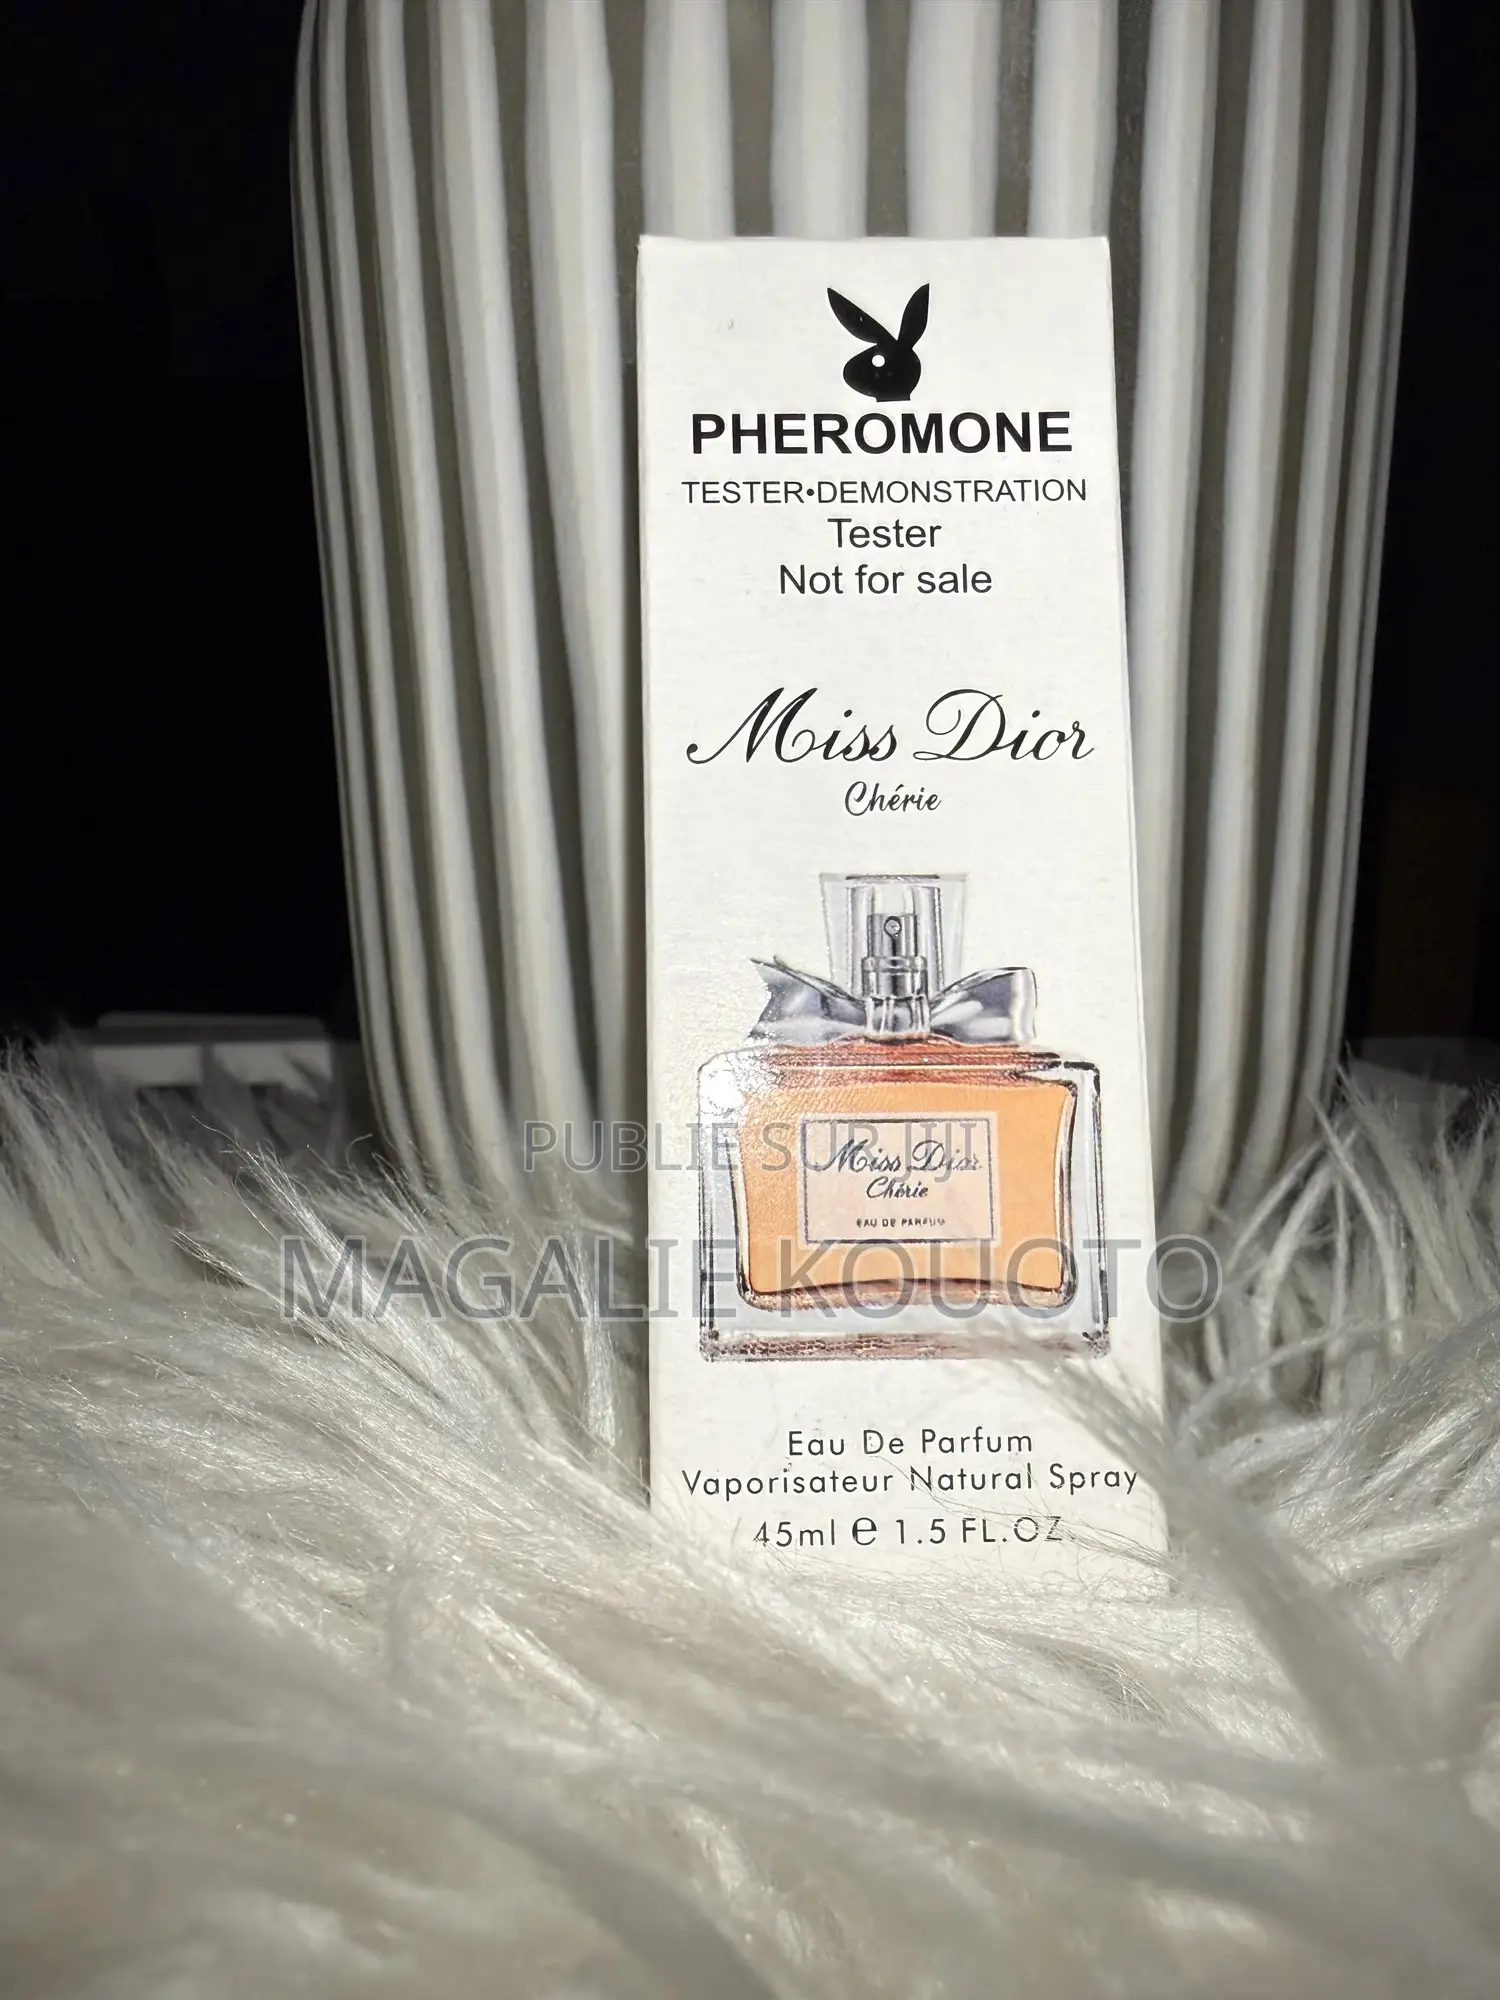 PHEROMONE
TESTER•DEMONSTRATION
Tester
Not for sale
Miss Dior
Chérie
Miss Dior
Chérie
EAU DE PARFUM
PUBLIE SUR JIJI
MAGALIE KOUOTO
Eau De Parfum
Vaporisateur Natural Spray
45ml ℮ 1.5 FL.OZ.